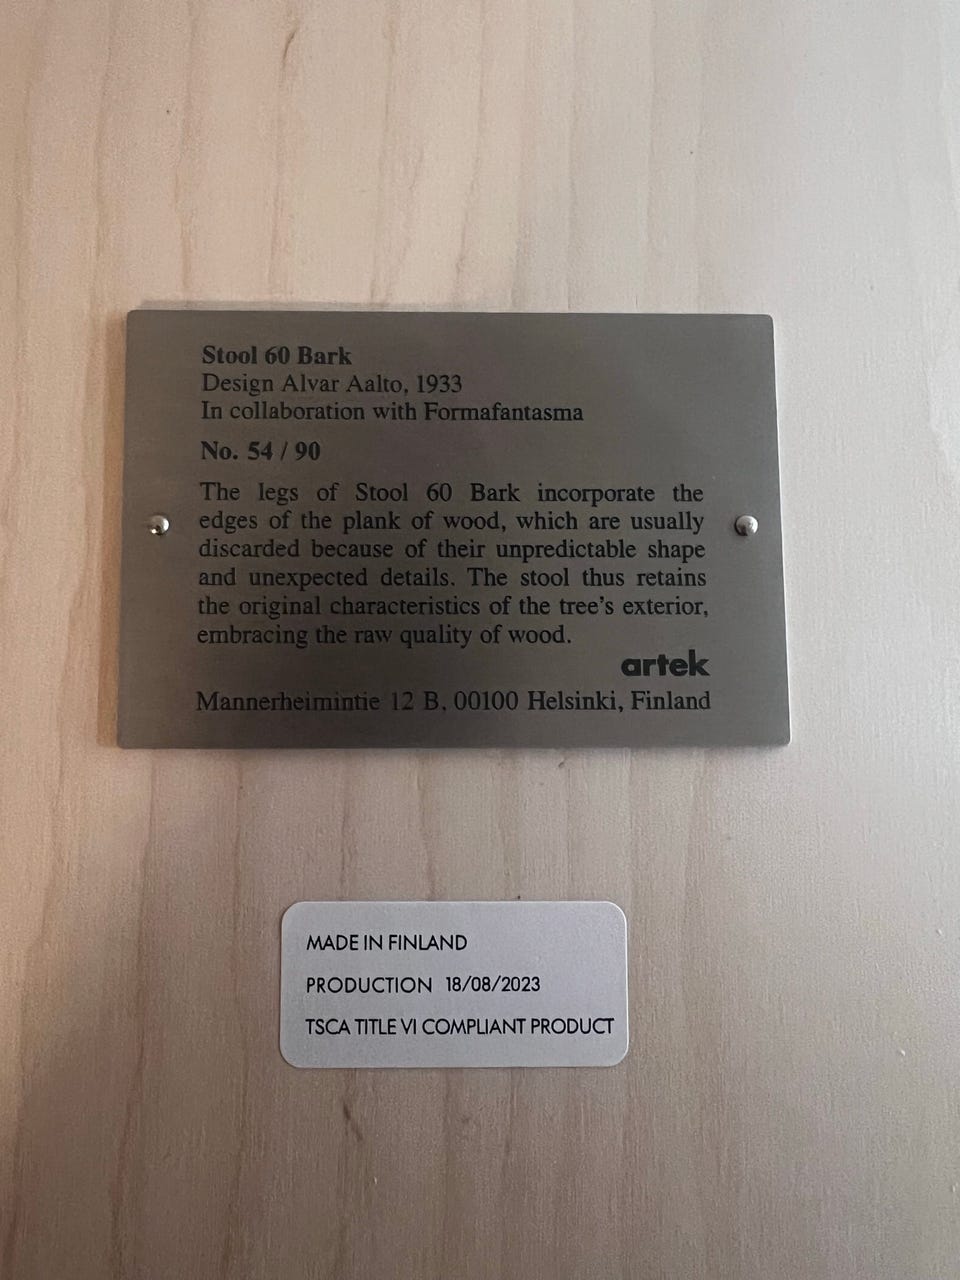 Stool 60 Bark
Design Alvar Aalto, 1933
In collaboration with Formafantasma
No. 54 / 90
The legs of Stool 60 Bark incorporate the
edges of the plank of wood, which are usually
discarded because of their unpredictable shape
and unexpected details. The stool thus retains
the original characteristics of the tree's exterior,
embracing the raw quality of wood.
artek
Mannerheimintie 12 B, 00100 Helsinki, Finland
MADE IN FINLAND
PRODUCTION 18/08/2023
TSCA TITLE VI COMPLIANT PRODUCT